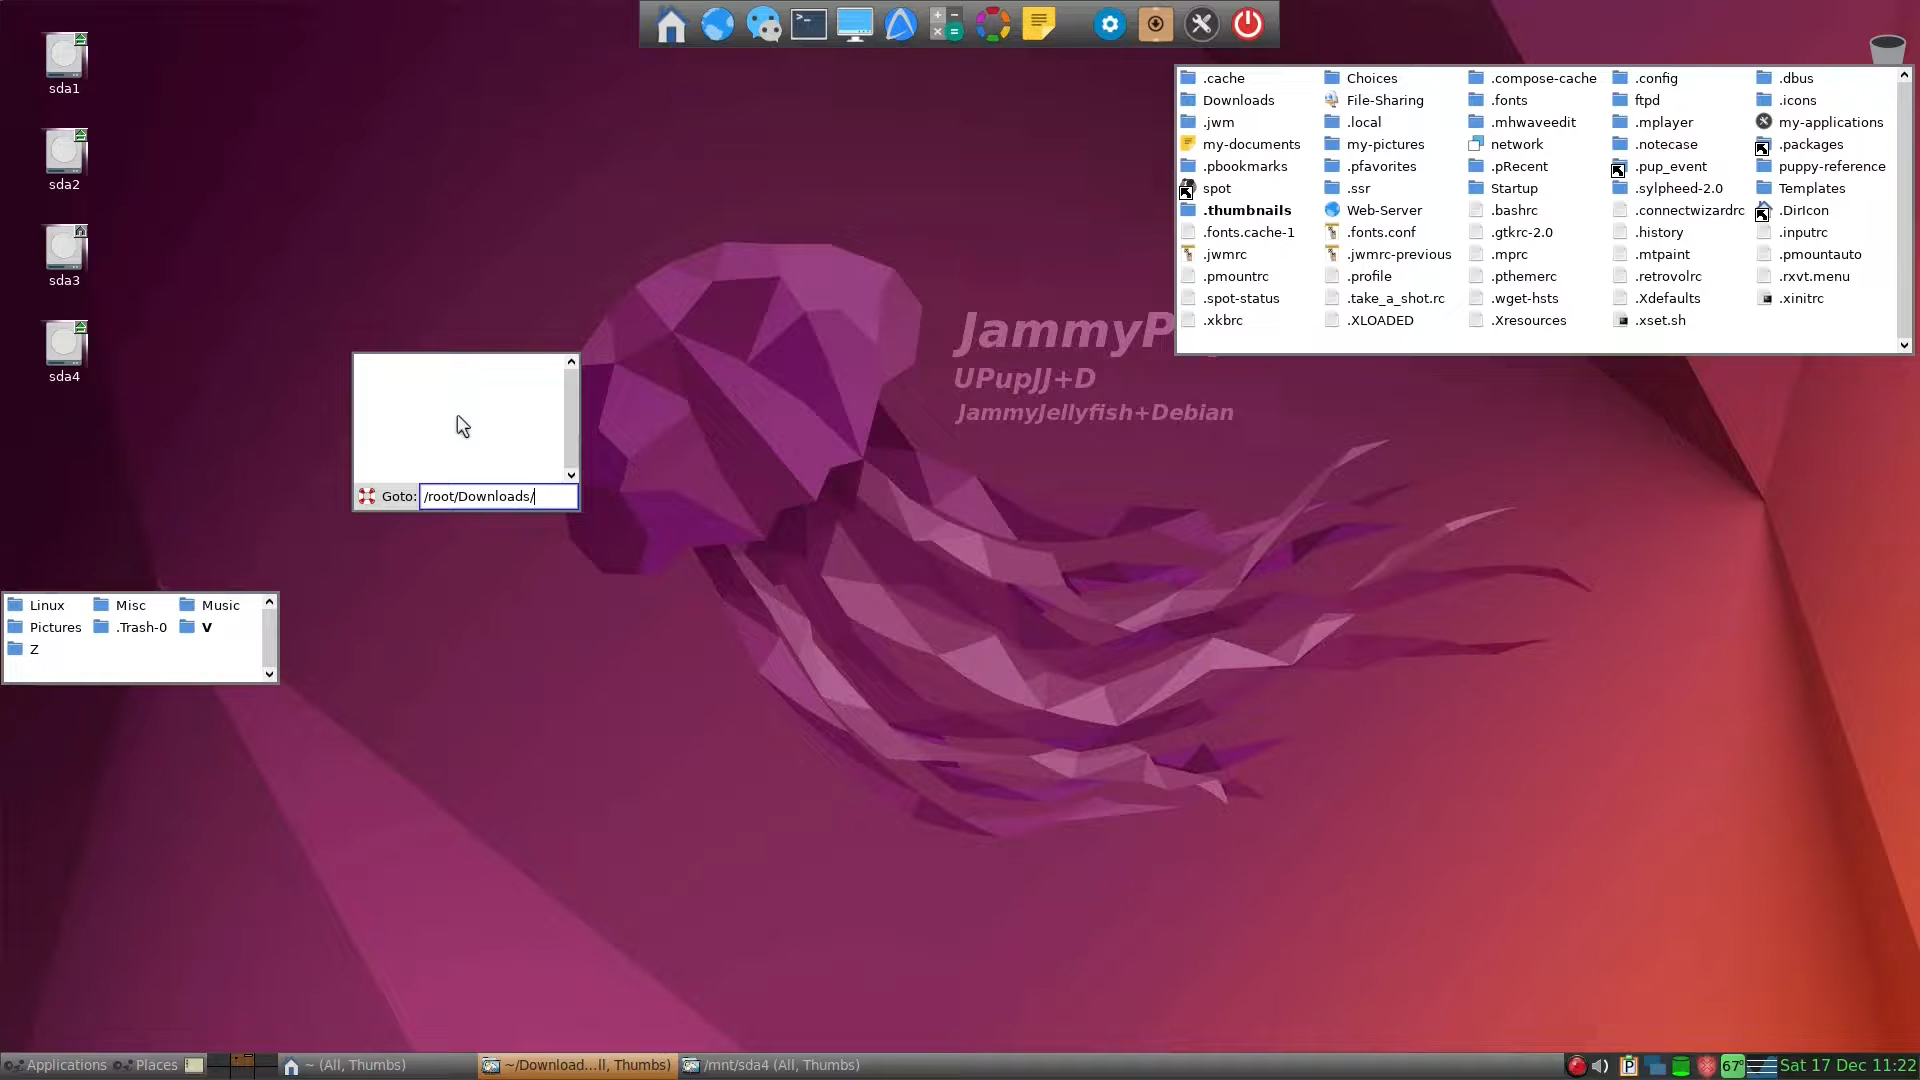 sda1
sda2
sda3
sda4
.cache Choices .compose-cache .config .dbus
Downloads File-Sharing .fonts ftpd .icons
.jwm .local .mhwaveedit .mplayer my-applications
my-documents my-pictures network .notecase .packages
.pbookmarks .pfavorites .pRecent .pup_event puppy-reference
spot .ssr Startup .sylpheed-2.0 Templates
.thumbnails Web-Server .bashrc .connectwizardrc .DirIcon
.fonts.cache-1 .fonts.conf .gtkrc-2.0 .history .inputrc
.jwmrc .jwmrc-previous .mprc .mtpaint .pmountauto
.pmountrc .profile .pthemerc .retrovolrc .rxvt.menu
.spot-status .take_a_shot.rc .wget-hsts .Xdefaults .xinitrc
.xkbrc .XLOADED .Xresources .xset.sh
JammyP
UPupJJ+D
JammyJellyfish+Debian
Goto: /root/Downloads/
Linux Misc Music
Pictures .Trash-0 V
Z
Applications Places ~ (All, Thumbs) ~/Download...ll, Thumbs) /mnt/sda4 (All, Thumbs) 67° Sat 17 Dec 11:22